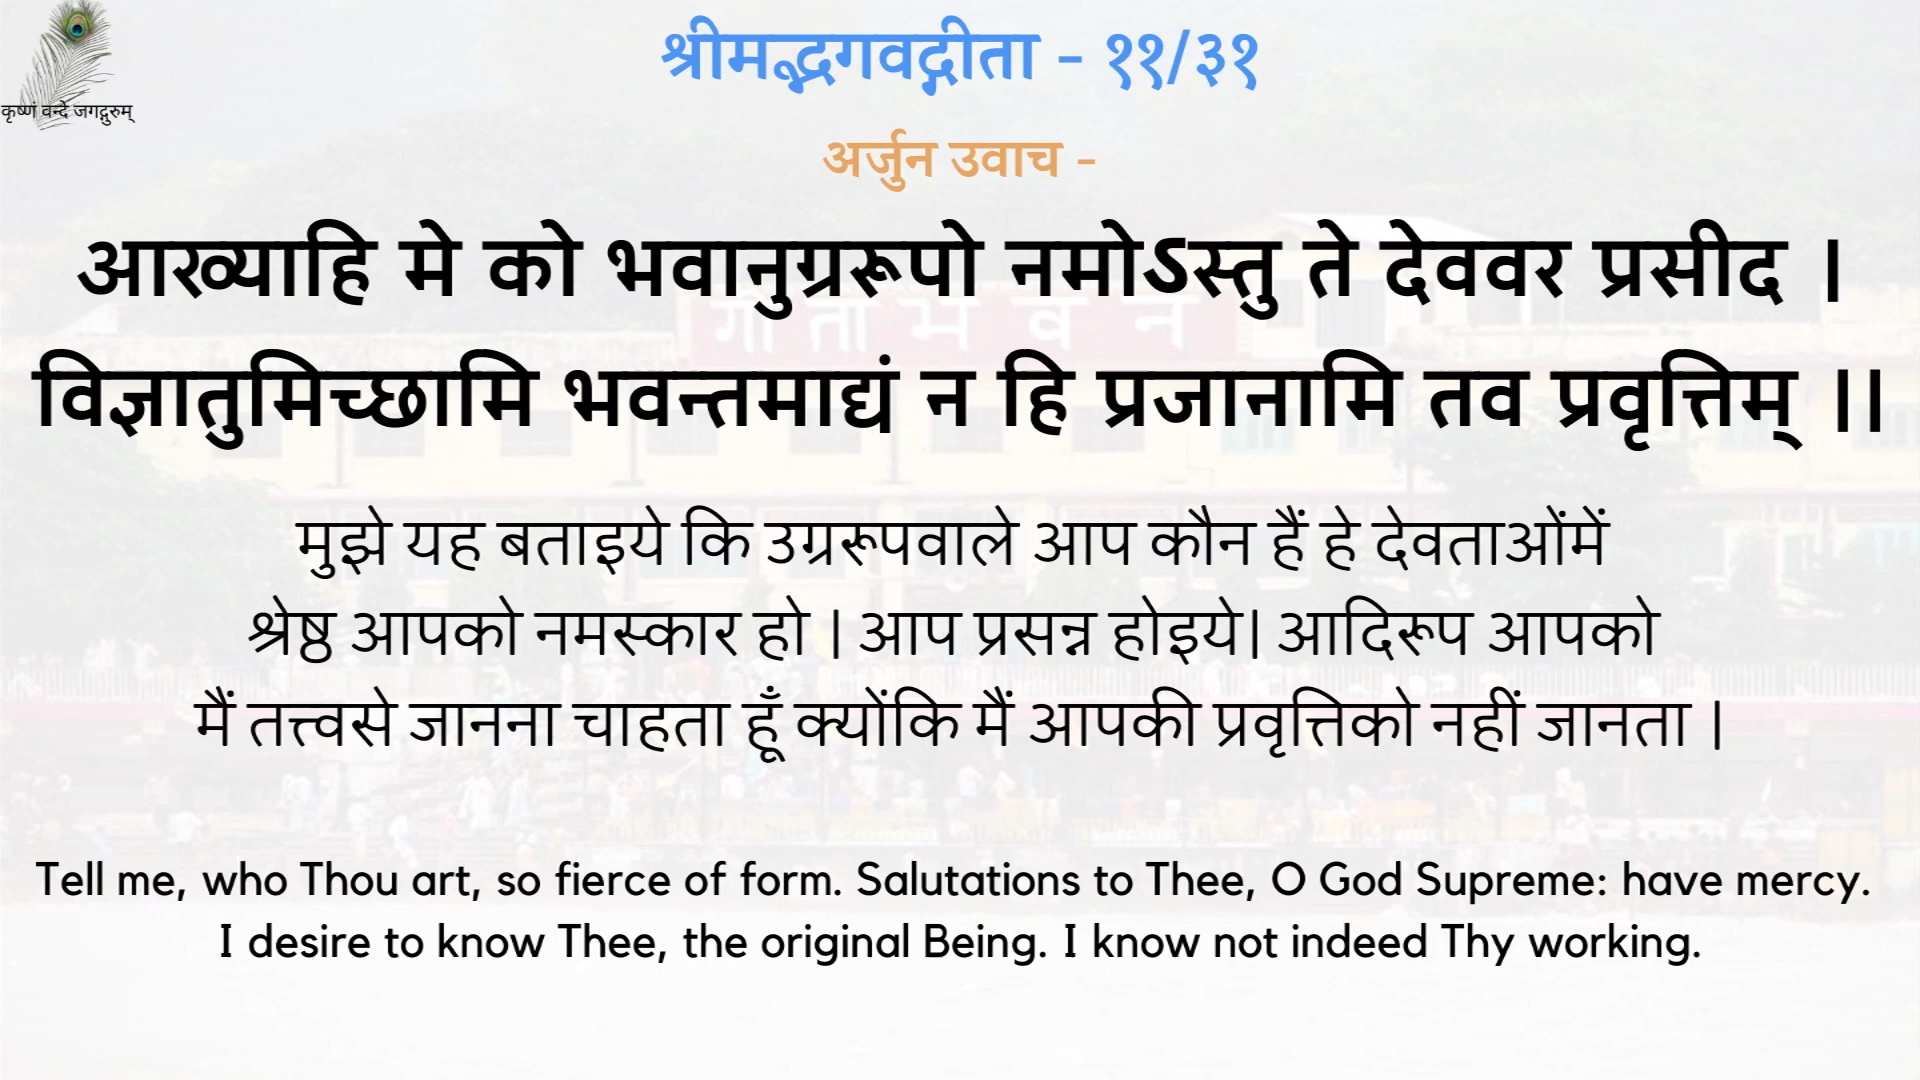 श्रीमद्भगवद्गीता - ११/३१
कृष्णं वन्दे जगद्गुरुम्
अर्जुन उवाच -
आख्याहि मे को भवानुग्ररूपो नमोऽस्तु ते देववर प्रसीद ।
गीता भ व न
विज्ञातुमिच्छामि भवन्तमाद्यं न हि प्रजानामि तव प्रवृत्तिम् ।।
मुझे यह बताइये कि उग्ररूपवाले आप कौन हैं हे देवताओंमें
श्रेष्ठ आपको नमस्कार हो | आप प्रसन्न होइये| आदिरूप आपको
मैं तत्त्वसे जानना चाहता हूँ क्योंकि मैं आपकी प्रवृत्तिको नहीं जानता |
Tell me, who Thou art, so fierce of form. Salutations to Thee, O God Supreme: have mercy.
I desire to know Thee, the original Being. I know not indeed Thy working.